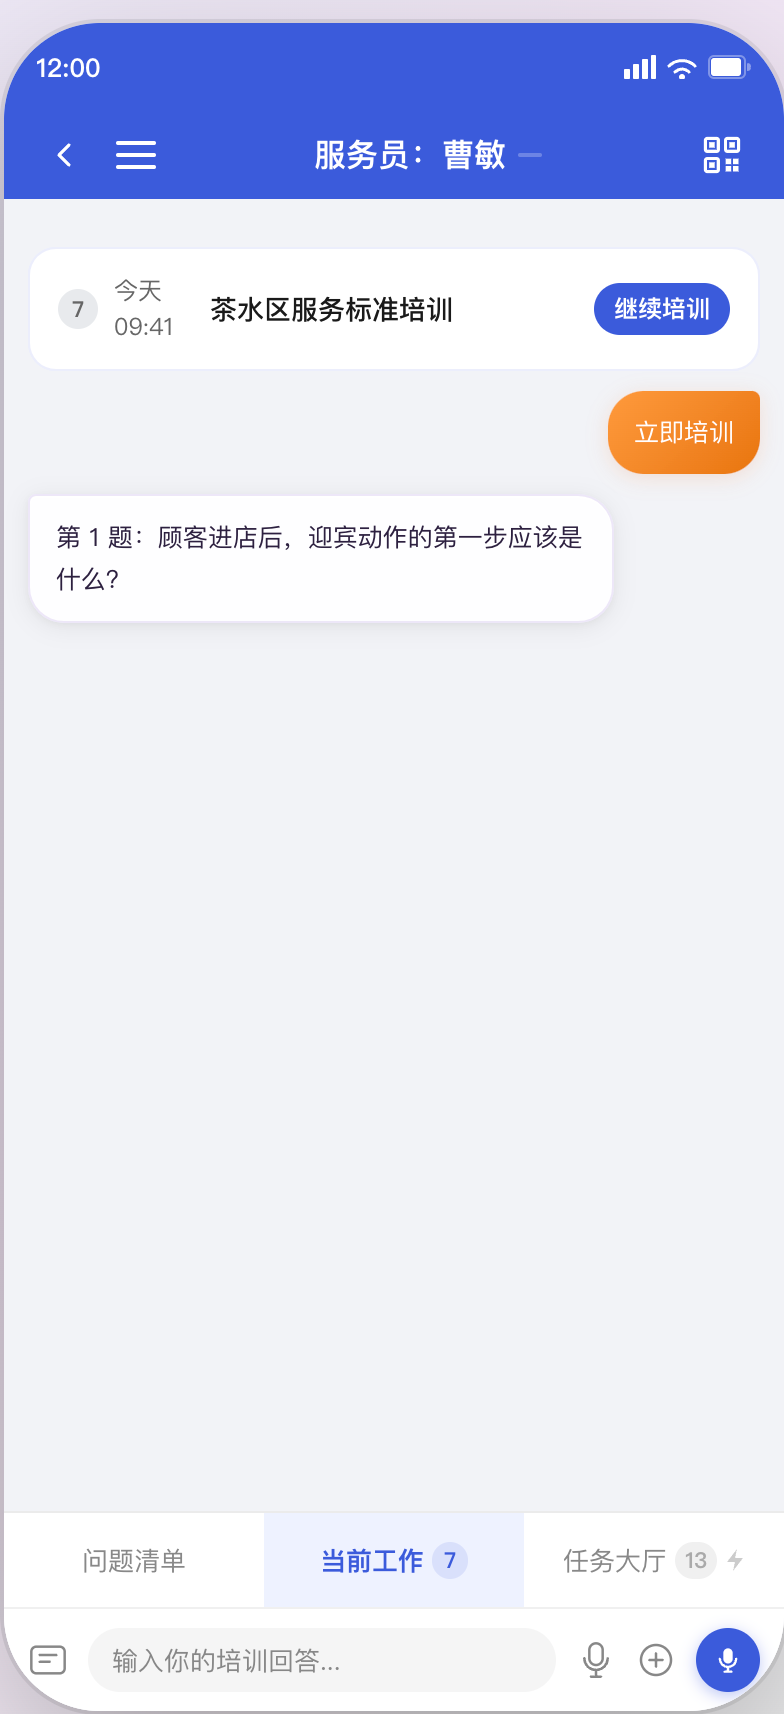 12:00
服务员：曹敏
7
今天
09:41
茶水区服务标准培训
继续培训
立即培训
第 1 题：顾客进店后，迎宾动作的第一步应该是
什么?
问题清单
当前工作 7
任务大厅 13
输入你的培训回答...